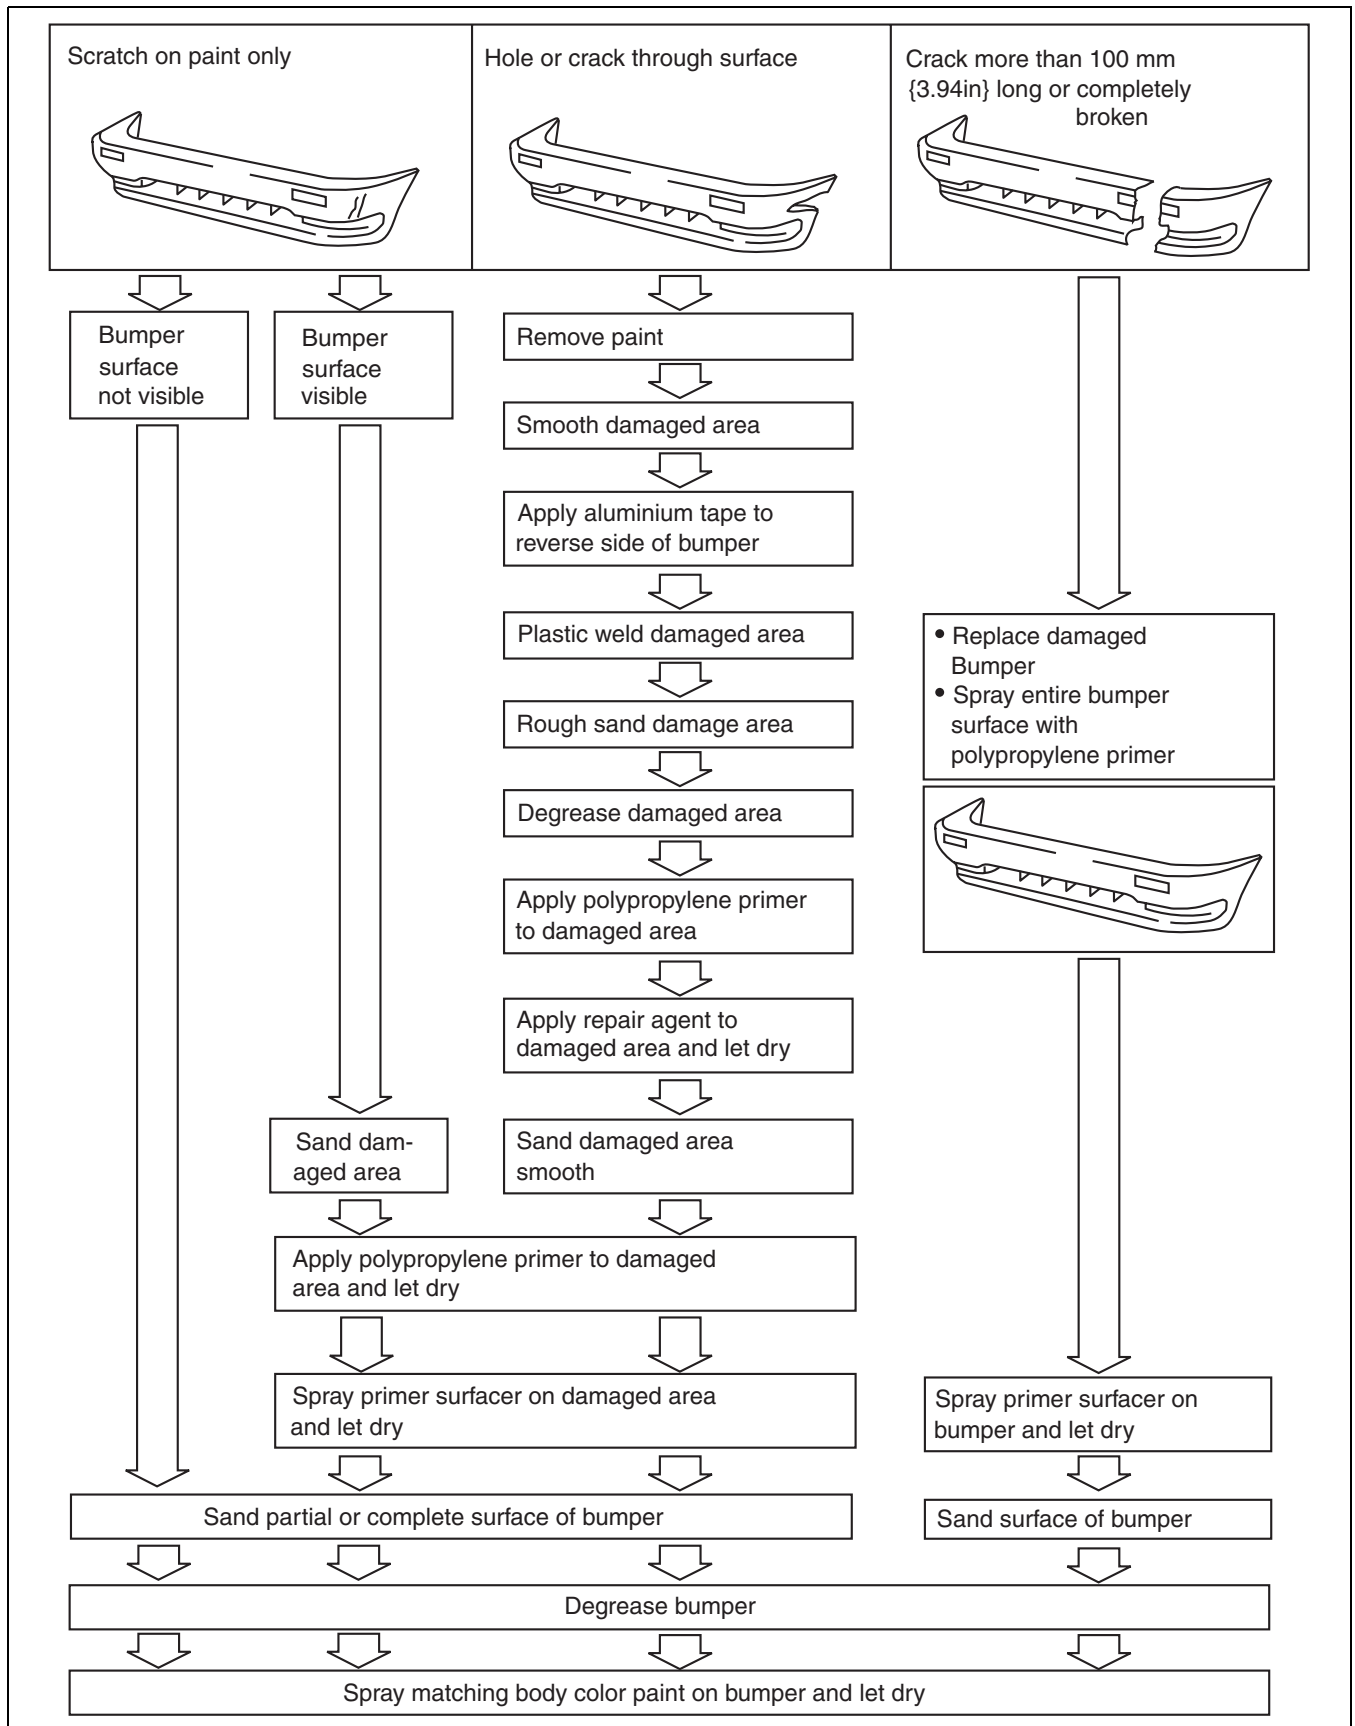 Scratch on paint only
Hole or crack through surface
Crack more than 100 mm
{3.94in} long or completely
broken
Bumper
surface
not visible
Bumper
surface
visible
Remove paint
Smooth damaged area
Apply aluminium tape to
reverse side of bumper
Plastic weld damaged area
Rough sand damage area
Degrease damaged area
Apply polypropylene primer
to damaged area
Apply repair agent to
damaged area and let dry
• Replace damaged
Bumper
• Spray entire bumper
surface with
polypropylene primer
Sand dam-
aged area
Sand damaged area
smooth
Apply polypropylene primer to damaged
area and let dry
Spray primer surfacer on damaged area
and let dry
Spray primer surfacer on
bumper and let dry
Sand partial or complete surface of bumper
Sand surface of bumper
Degrease bumper
Spray matching body color paint on bumper and let dry